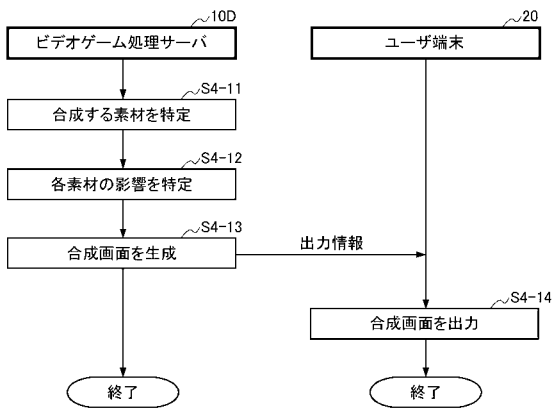 10D
ビデオゲーム処理サーバ
20
ユーザ端末
S4-11
合成する素材を特定
S4-12
各素材の影響を特定
S4-13
合成画面を生成
出力情報
S4-14
合成画面を出力
終了
終了